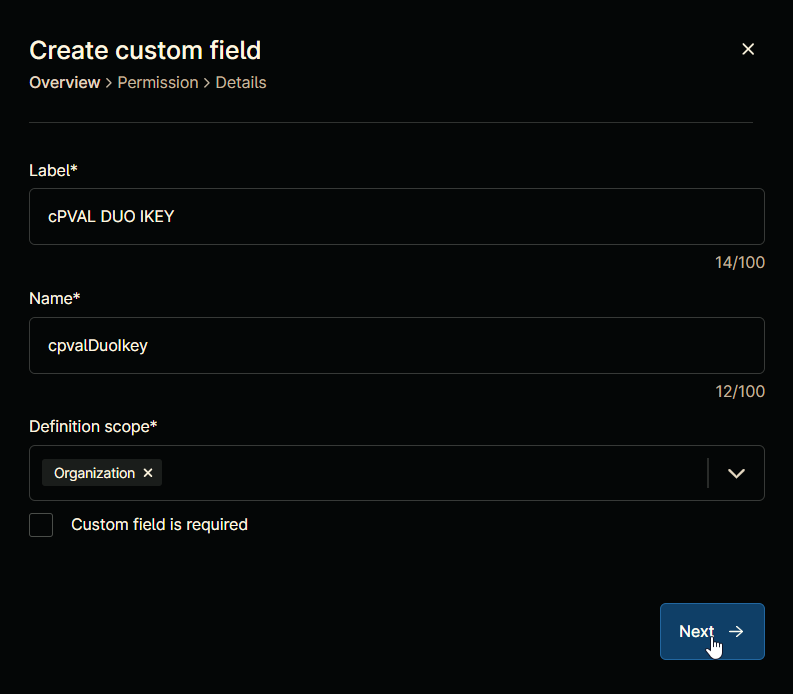 Create custom field
Overview > Permission > Details
Label*
cPVAL DUO IKEY
14/100
Name*
cpvalDuoIkey
12/100
Definition scope*
Organization
Custom field is required
Next